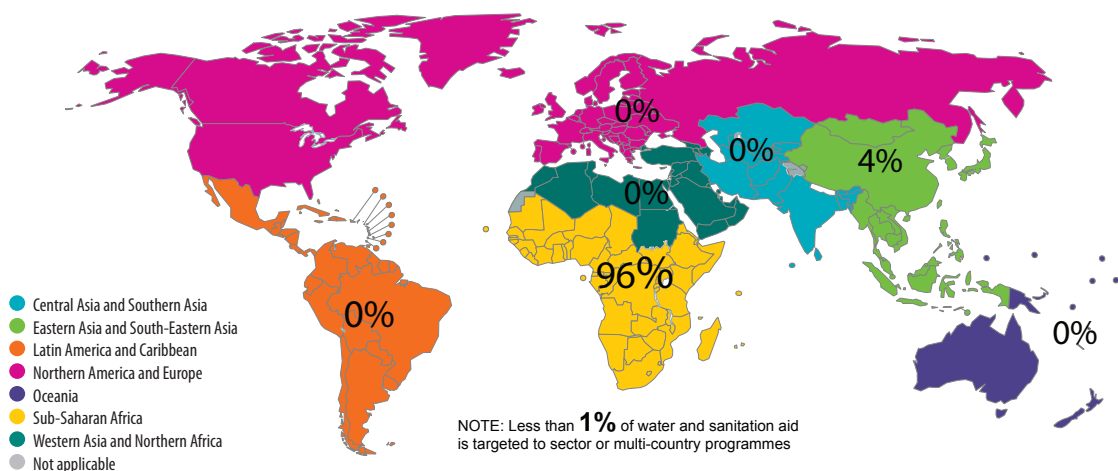 0%
0%
4%
0%
96%
0%
0%
Central Asia and Southern Asia
Eastern Asia and South-Eastern Asia
Latin America and Caribbean
Northern America and Europe
Oceania
Sub-Saharan Africa
Western Asia and Northern Africa
Not applicable
NOTE: Less than 1% of water and sanitation aid
is targeted to sector or multi-country programmes